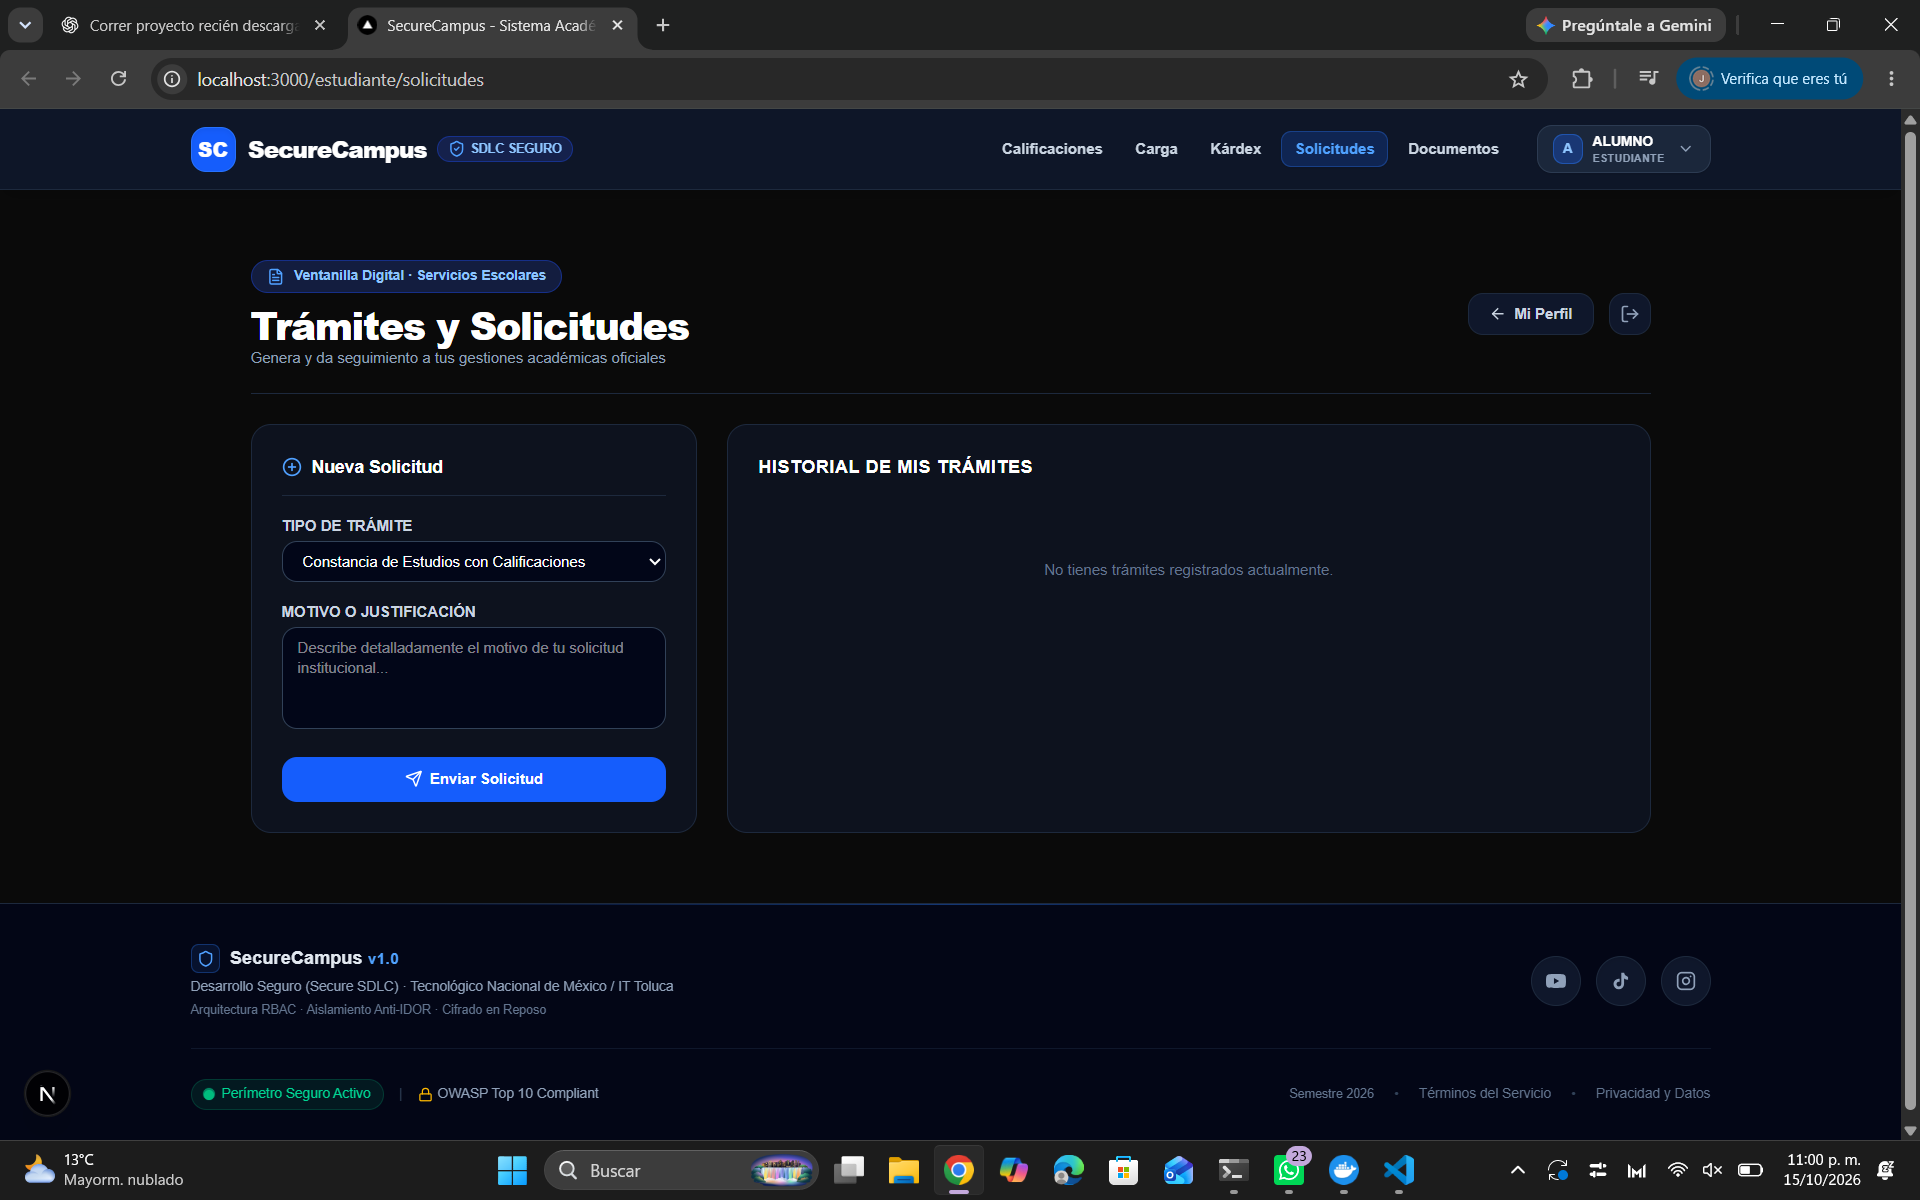 Correr proyecto recién descarga
SecureCampus - Sistema Acadé
Pregúntale a Gemini
localhost:3000/estudiante/solicitudes
J
Verifica que eres tú
SC
SecureCampus
SDLC SEGURO
Calificaciones
Carga
Kárdex
Solicitudes
Documentos
A
ALUMNO
ESTUDIANTE
Ventanilla Digital · Servicios Escolares
Trámites y Solicitudes
Genera y da seguimiento a tus gestiones académicas oficiales
Mi Perfil
Nueva Solicitud
TIPO DE TRÁMITE
Constancia de Estudios con Calificaciones
MOTIVO O JUSTIFICACIÓN
Describe detalladamente el motivo de tu solicitud
institucional...
Enviar Solicitud
HISTORIAL DE MIS TRÁMITES
No tienes trámites registrados actualmente.
SecureCampus v1.0
Desarrollo Seguro (Secure SDLC) · Tecnológico Nacional de México / IT Toluca
Arquitectura RBAC · Aislamiento Anti-IDOR · Cifrado en Reposo
N
Perímetro Seguro Activo
|
OWASP Top 10 Compliant
Semestre 2026
•
Términos del Servicio
•
Privacidad y Datos
13°C
Mayorm. nublado
Buscar
23
11:00 p. m.
15/10/2026